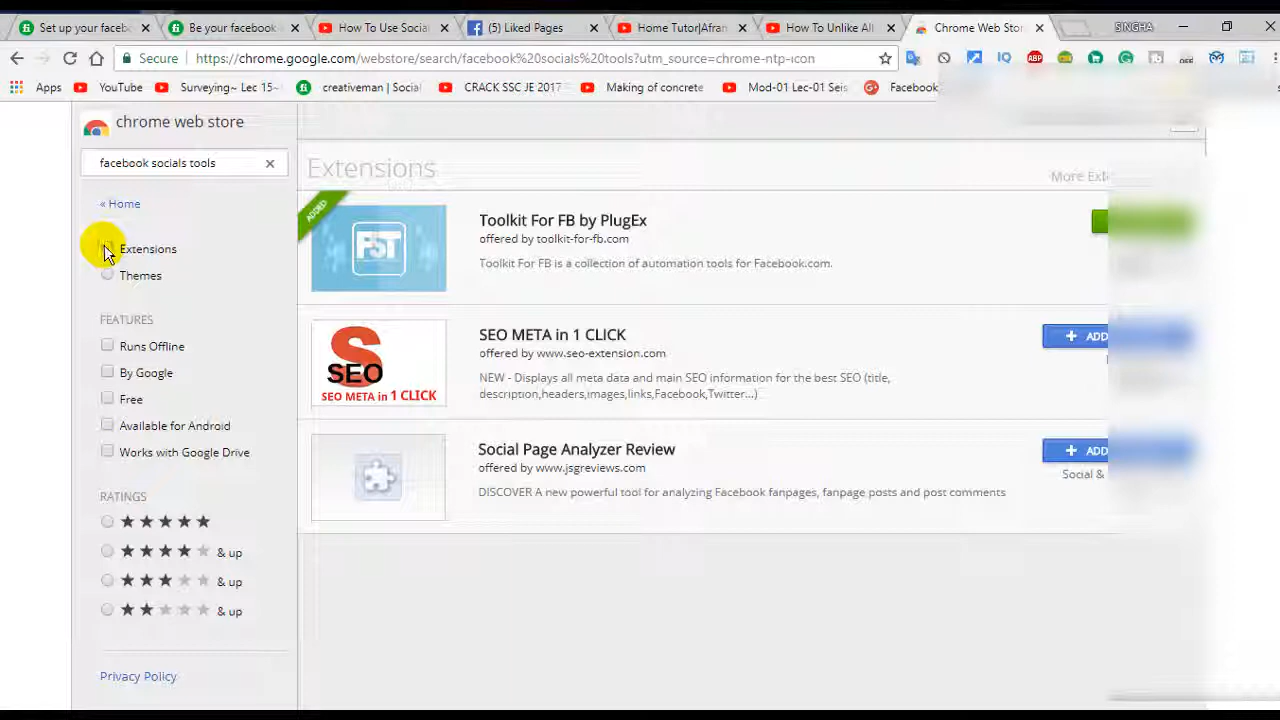 Set up your faceb
Be your facebook
How To Use Social
(5) Liked Pages
Home Tutor|Afran
How To Unlike All
Chrome Web Stor
SINGHA
Secure
https://chrome.google.com/webstore/search/facebook%20socials%20tools?utm_source=chrome-ntp-icon
Apps
YouTube
Surveying~ Lec 15~
creativeman | Social
CRACK SSC JE 2017
Making of concrete
Mod-01 Lec-01 Seis
Facebook
chrome web store
facebook socials tools
« Home
Extensions
Themes
FEATURES
Runs Offline
By Google
Free
Available for Android
Works with Google Drive
RATINGS
& up
& up
& up
Privacy Policy
Extensions
More Ext
ADDED
FST
Toolkit For FB by PlugEx
offered by toolkit-for-fb.com
Toolkit For FB is a collection of automation tools for Facebook.com.
S
SEO
SEO META in 1 CLICK
SEO META in 1 CLICK
offered by www.seo-extension.com
NEW - Displays all meta data and main SEO information for the best SEO (title,
description,headers,images,links,Facebook,Twitter...)
+ ADD
Social Page Analyzer Review
offered by www.jsgreviews.com
DISCOVER A new powerful tool for analyzing Facebook fanpages, fanpage posts and post comments
+ ADD
Social &